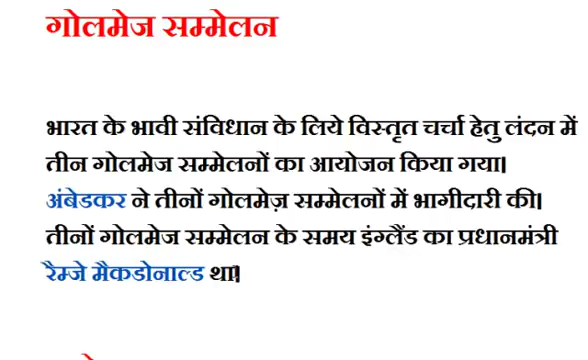 गोलमेज सम्मेलन
भारत के भावी संविधान के लिये विस्तृत चर्चा हेतु लंदन में
तीन गोलमेज सम्मेलनों का आयोजन किया गया।
अंबेडकर ने तीनों गोलमेज़ सम्मेलनों में भागीदारी की।
तीनों गोलमेज सम्मेलन के समय इंग्लैंड का प्रधानमंत्री
रैम्जे मैकडोनाल्ड था।